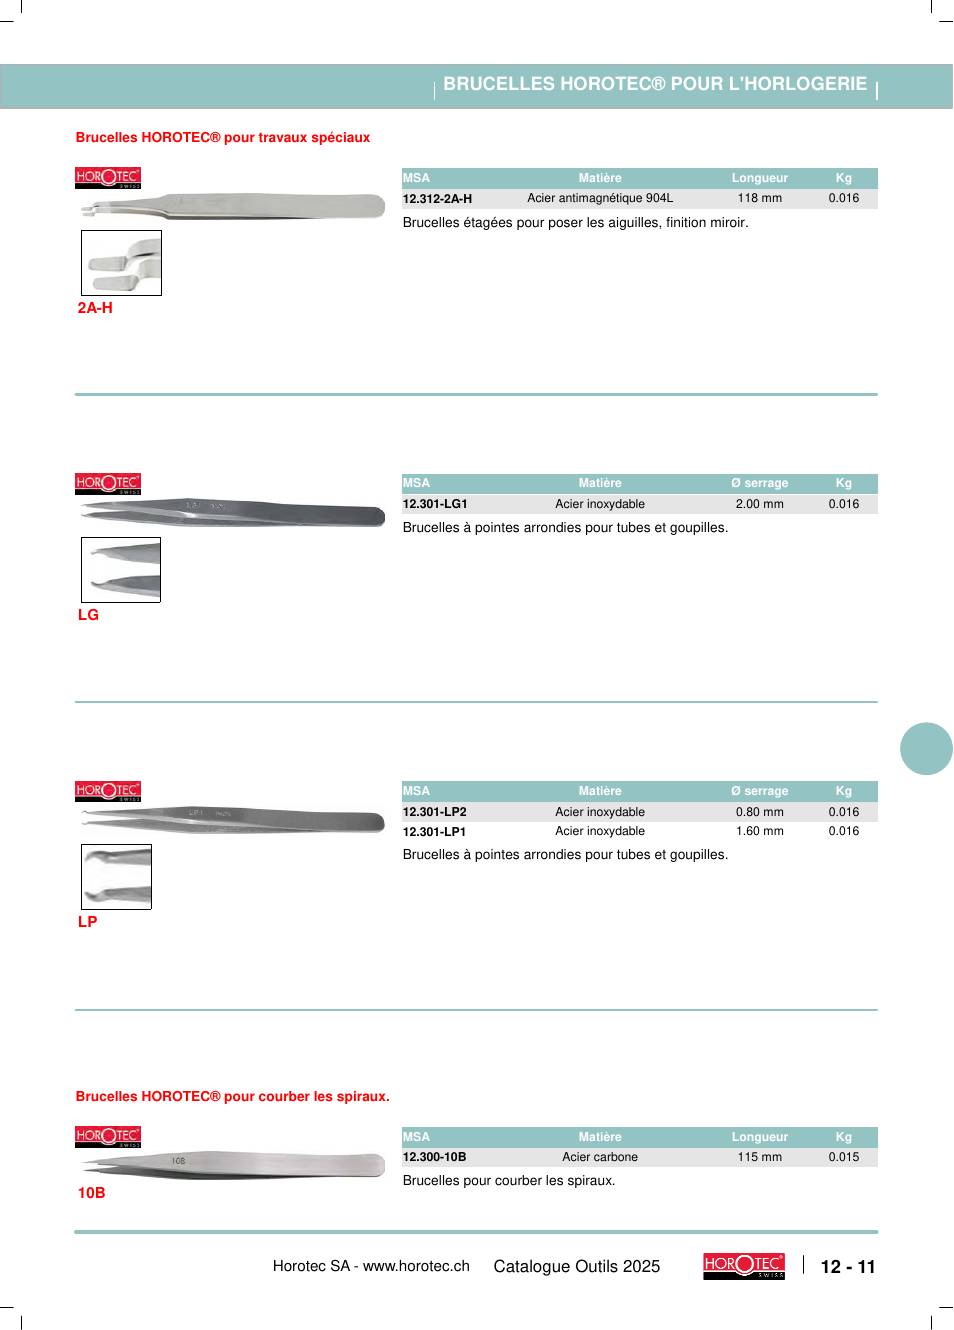 BRUCELLES HOROTEC® POUR L'HORLOGERIE
Brucelles HOROTEC® pour travaux spéciaux
HOROTEC®
SWISS
MSA Matière Longueur Kg
12.312-2A-H Acier antimagnétique 904L 118 mm 0.016
Brucelles étagées pour poser les aiguilles, finition miroir.
2A-H
HOROTEC®
SWISS
MSA Matière Ø serrage Kg
12.301-LG1 Acier inoxydable 2.00 mm 0.016
Brucelles à pointes arrondies pour tubes et goupilles.
LG
HOROTEC®
SWISS
MSA Matière Ø serrage Kg
12.301-LP2 Acier inoxydable 0.80 mm 0.016
12.301-LP1 Acier inoxydable 1.60 mm 0.016
Brucelles à pointes arrondies pour tubes et goupilles.
LP
Brucelles HOROTEC® pour courber les spiraux.
HOROTEC®
SWISS
MSA Matière Longueur Kg
12.300-10B Acier carbone 115 mm 0.015
10B
Brucelles pour courber les spiraux.
10B
Horotec SA - www.horotec.ch Catalogue Outils 2025 HOROTEC® SWISS 12 - 11